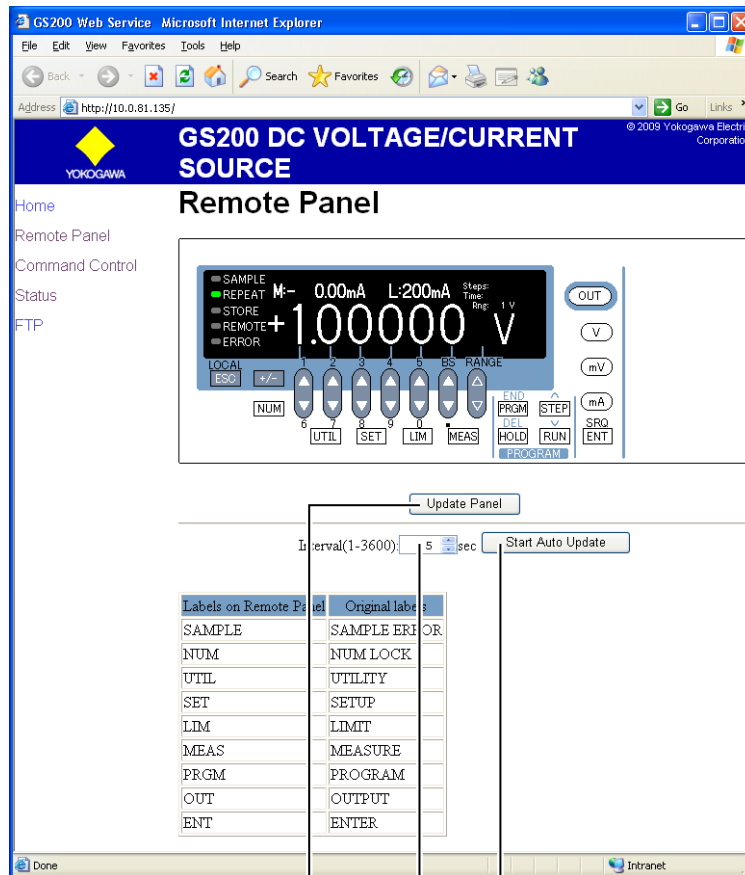 GS200 Web Service Microsoft Internet Explorer
File Edit View Favorites Tools Help
Back Search Favorites
Address http://10.0.81.135/ Go Links
YOKOGAWA
GS200 DC VOLTAGE/CURRENT
SOURCE
© 2009 Yokogawa Electri
Corporatio
Home
Remote Panel
Command Control
Status
FTP
Remote Panel
SAMPLE
REPEAT
STORE
REMOTE
ERROR
M:- 0.00mA L:200mA
Steps:
Time:
Rng: 1 V
+1.00000 V
LOCAL
ESC +/-
1 2 3 4 5 BS RANGE
NUM
6 7 8 9 0 .
UTIL SET LIM MEAS
END
PRGM STEP
DEL
HOLD RUN
PROGRAM
OUT
V
mV
mA
SRQ
ENT
Update Panel
Interval(1-3600): 5 sec Start Auto Update
Labels on Remote Panel Original labels
SAMPLE SAMPLE ERROR
NUM NUM LOCK
UTIL UTILITY
SET SETUP
LIM LIMIT
MEAS MEASURE
PRGM PROGRAM
OUT OUTPUT
ENT ENTER
Done Intranet